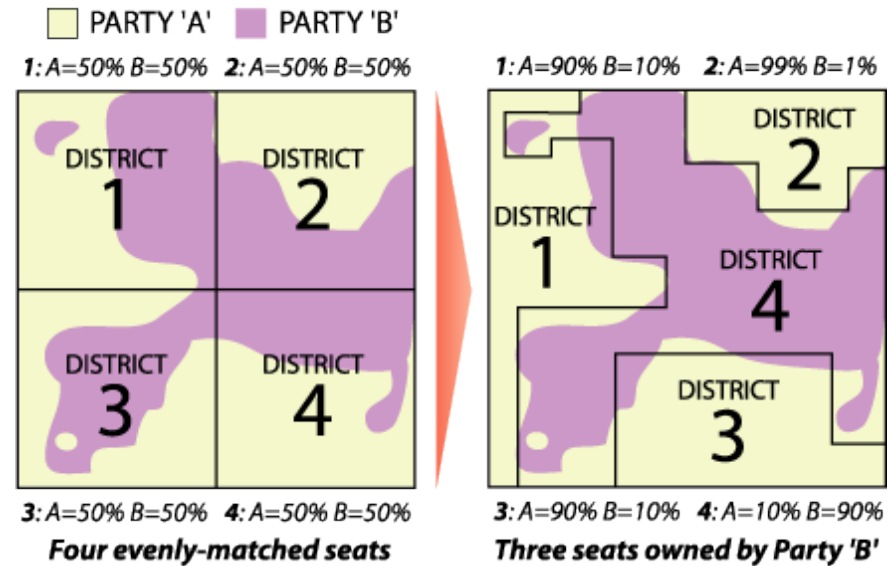 PARTY 'A' PARTY 'B'
1: A=50% B=50% 2: A=50% B=50%
DISTRICT
1
DISTRICT
2
DISTRICT
3
DISTRICT
4
3: A=50% B=50% 4: A=50% B=50%
Four evenly-matched seats
1: A=90% B=10% 2: A=99% B=1%
DISTRICT
2
DISTRICT
1
DISTRICT
4
DISTRICT
3
3: A=90% B=10% 4: A=10% B=90%
Three seats owned by Party 'B'